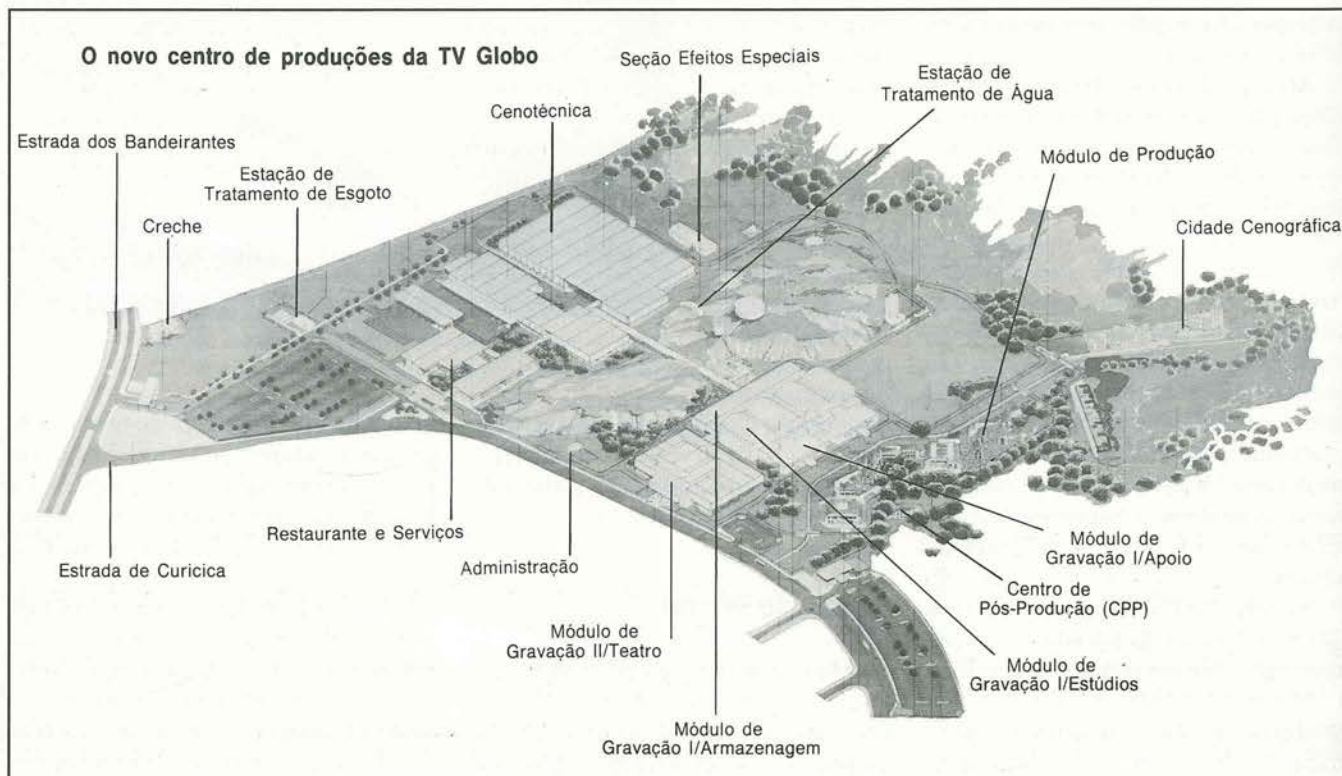 O novo centro de produções da TV Globo
Seção Efeitos Especiais
Estação de
Tratamento de Água
Cenotécnica
Módulo de Produção
Estrada dos Bandeirantes
Estação de
Tratamento de Esgoto
Creche
Cidade Cenográfica
Restaurante e Serviços
Administração
Estrada de Curicica
Módulo de
Gravação I/Apoio
Centro de
Pós-Produção (CPP)
Módulo de
Gravação II/Teatro
Módulo de
Gravação I/Estúdios
Módulo de
Gravação I/Armazenagem